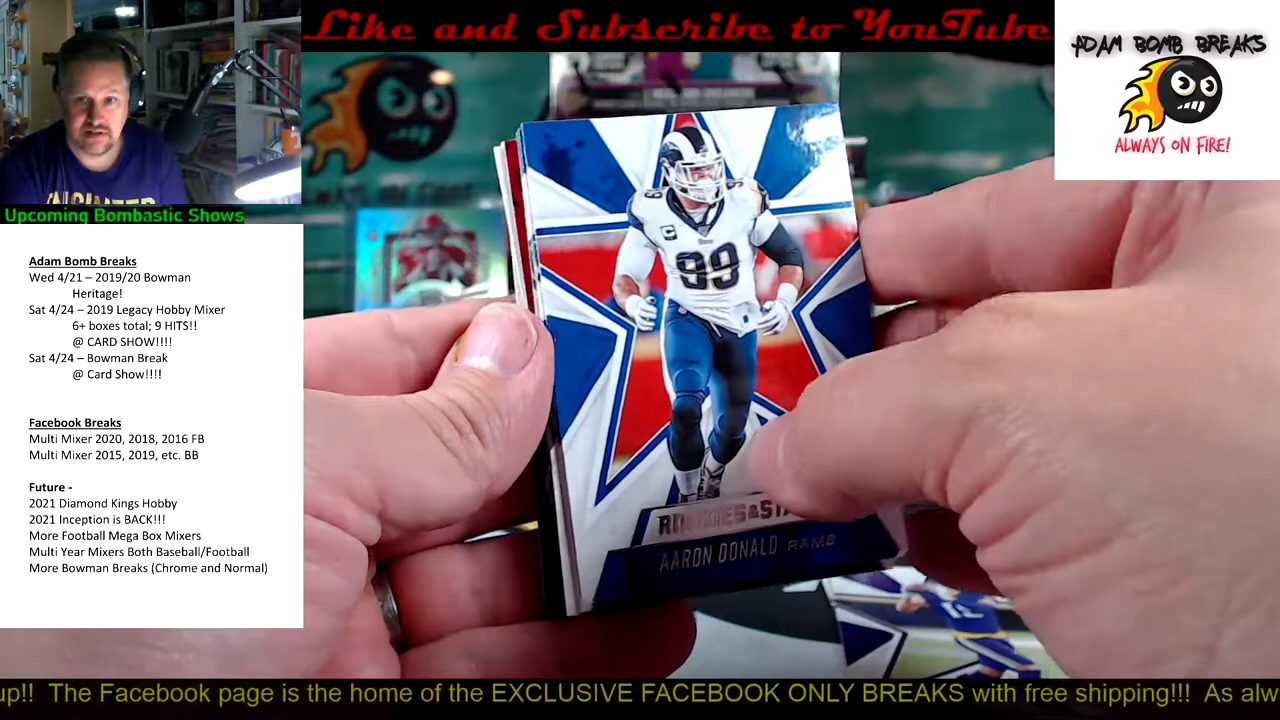 Like and Subscribe to YouTube
ADAM BOMB BREAKS
ALWAYS ON FIRE!
Upcoming Bombastic Shows
Adam Bomb Breaks
Wed 4/21 – 2019/20 Bowman
Heritage!
Sat 4/24 – 2019 Legacy Hobby Mixer
6+ boxes total; 9 HITS!!
@ CARD SHOW!!!!
Sat 4/24 – Bowman Break
@ Card Show!!!!
Facebook Breaks
Multi Mixer 2020, 2018, 2016 FB
Multi Mixer 2015, 2019, etc. BB
Future -
2021 Diamond Kings Hobby
2021 Inception is BACK!!!
More Football Mega Box Mixers
Multi Year Mixers Both Baseball/Football
More Bowman Breaks (Chrome and Normal)
99
99
99
AARON DONALD RAMS
up!! The Facebook page is the home of the EXCLUSIVE FACEBOOK ONLY BREAKS with free shipping!!! As alw